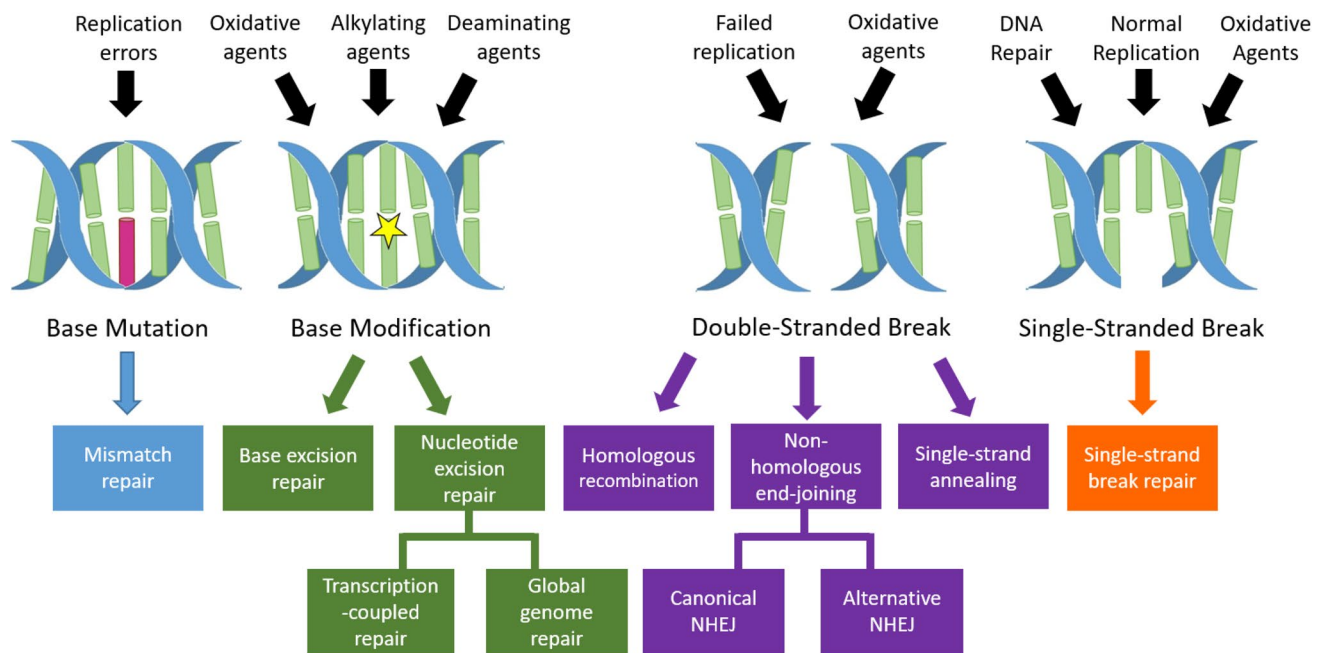 Replication
errors
Oxidative
agents
Alkylating
agents
Deaminating
agents
Failed
replication
Oxidative
agents
DNA
Repair
Normal
Replication
Oxidative
Agents
Base Mutation
Base Modification
Double-Stranded Break
Single-Stranded Break
Mismatch
repair
Base excision
repair
Nucleotide
excision
repair
Homologous
recombination
Non-
homologous
end-joining
Single-strand
annealing
Single-strand
break repair
Transcription
-coupled
repair
Global
genome
repair
Canonical
NHEJ
Alternative
NHEJ